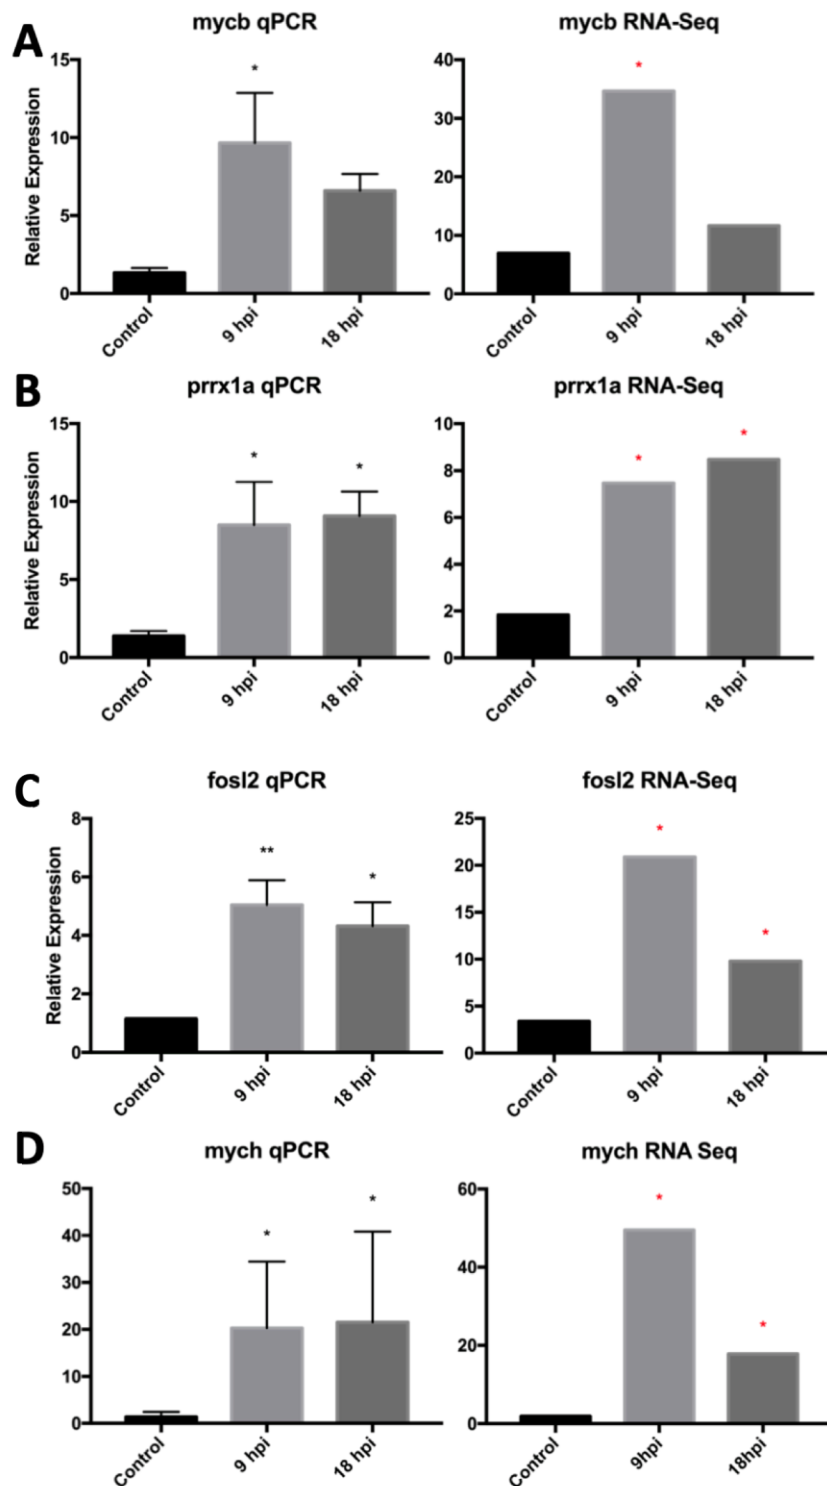 A
mycb qPCR
Relative Expression
15
10
5
0
*
Control
9 hpi
18 hpi
mycb RNA-Seq
40
30
20
10
0
*
Control
9 hpi
18 hpi
B
prrx1a qPCR
Relative Expression
15
10
5
0
*
*
Control
9 hpi
18 hpi
prrx1a RNA-Seq
10
8
6
4
2
0
*
*
Control
9 hpi
18 hpi
C
fosl2 qPCR
Relative Expression
8
6
4
2
0
**
*
Control
9 hpi
18 hpi
fosl2 RNA-Seq
25
20
15
10
5
0
*
*
Control
9 hpi
18 hpi
D
mych qPCR
50
40
30
20
10
0
*
*
Control
9 hpi
18 hpi
mych RNA Seq
60
40
20
0
*
*
Control
9hpi
18hpi